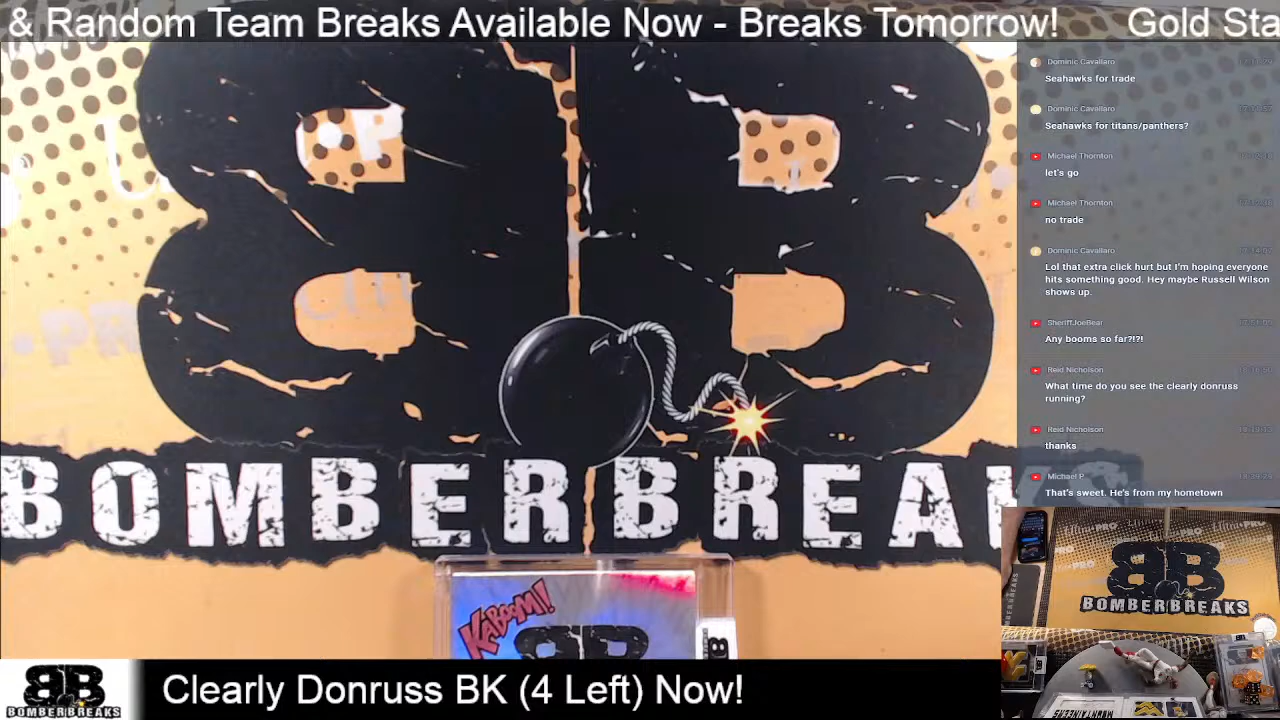 & Random Team Breaks Available Now - Breaks Tomorrow! Gold Sta
Dominic Cavallaro
Seahawks for trade
Dominic Cavallaro
Seahawks for titans/panthers?
Michael Thornton
let's go
Michael Thornton
no trade
Dominic Cavallaro
Lol that extra click hurt but I'm hoping everyone
hits something good. Hey maybe Russell Wilson
shows up.
SheriffJoeBear
Any booms so far?!?!
Reid Nicholson
What time do you see the clearly donruss
running?
Reid Nicholson
thanks
Michael P
That's sweet. He's from my hometown
BB
BOMBERBREAK
KABOOM!
BB
BB
BOMBERBREAKS
BB
BOMBERBREAKS
Clearly Donruss BK (4 Left) Now!